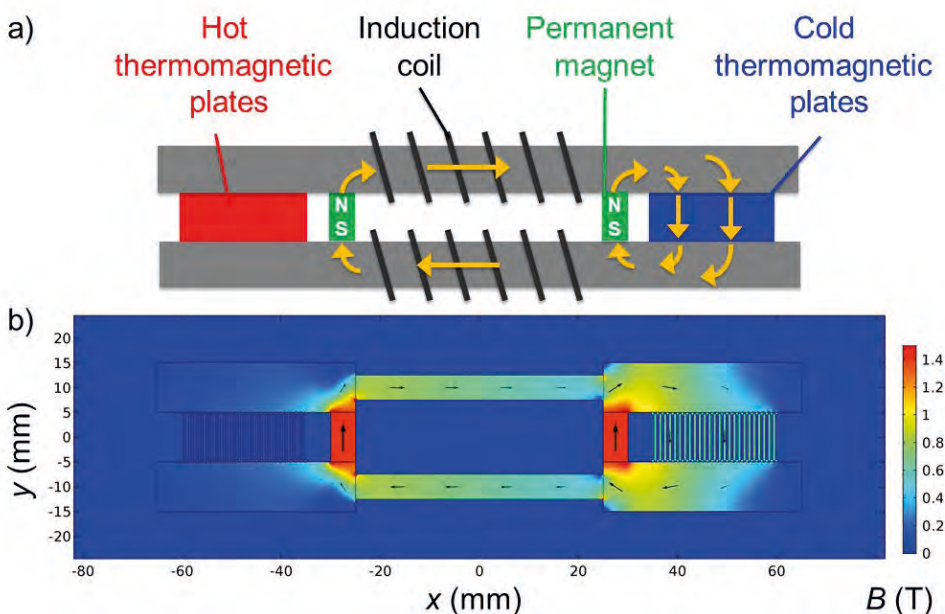 a)
Hot
thermomagnetic
plates
Induction
coil
Permanent
magnet
Cold
thermomagnetic
plates
N
S
N
S
b)
20
15
10
5
0
-5
-10
-15
-20
y (mm)
-80
-60
-40
-20
0
20
40
60
x (mm)
1.4
1.2
1
0.8
0.6
0.4
0.2
0
B (T)